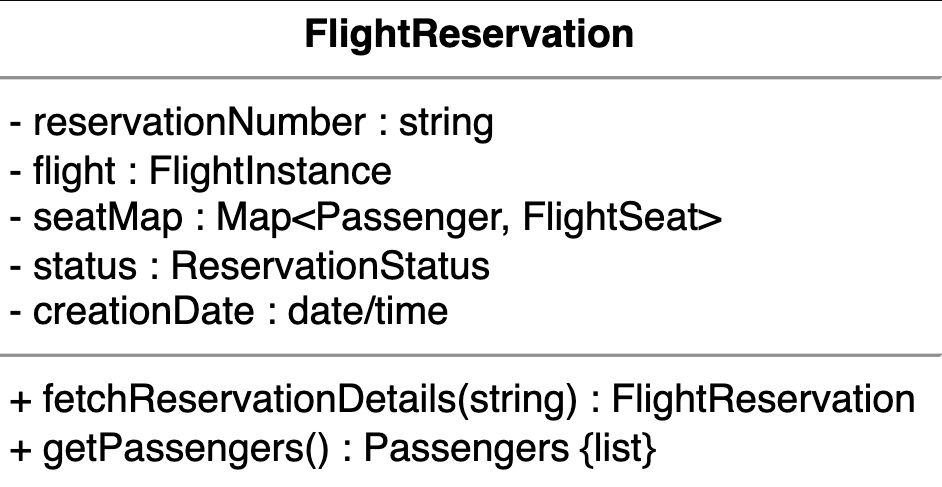 FlightReservation
- reservationNumber : string
- flight : FlightInstance
- seatMap : Map<Passenger, FlightSeat>
- status : ReservationStatus
- creationDate : date/time
+ fetchReservationDetails(string) : FlightReservation
+ getPassengers() : Passengers {list}